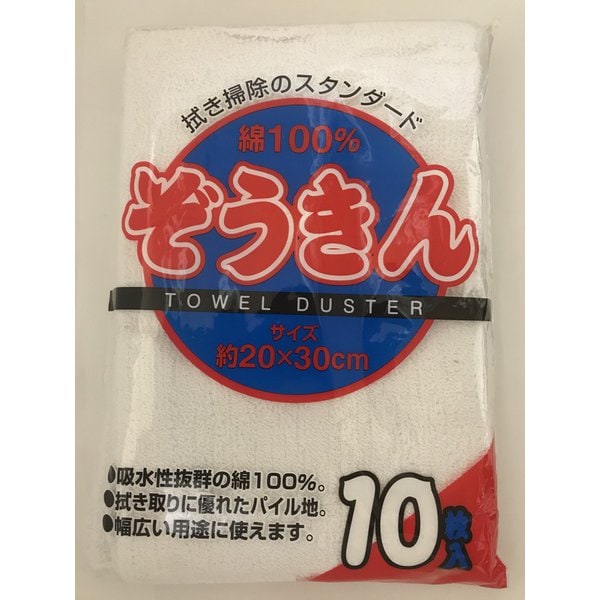 拭き掃除のスタンダード
綿100%
ぞうきん
TOWEL DUSTER
サイズ
約20×30cm
●吸水性抜群の綿100%。
●拭き取りに優れたパイル地。
●幅広い用途に使えます。
10枚入